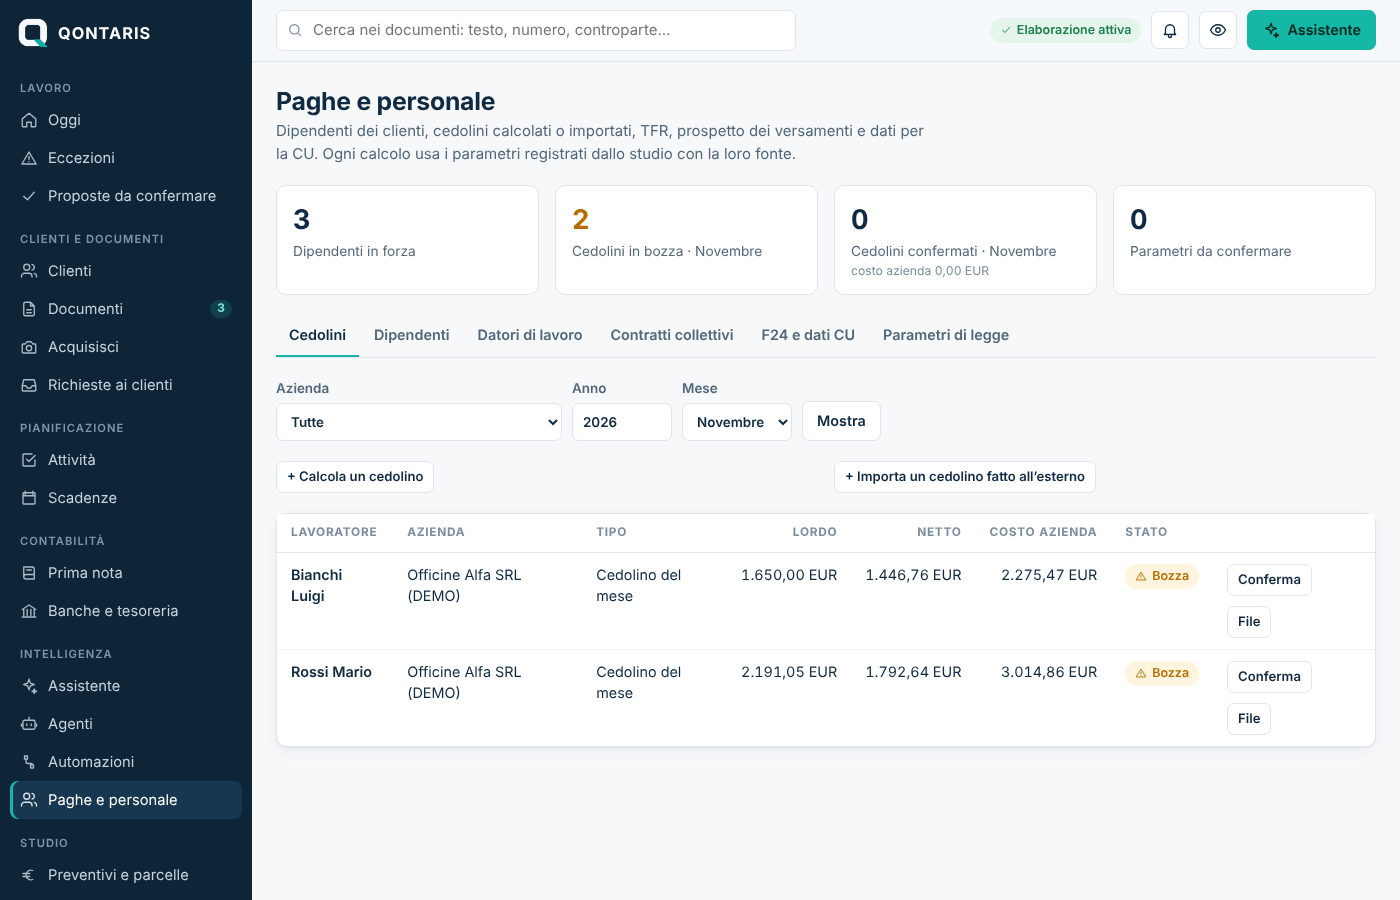 QONTARIS
LAVORO
Oggi
Eccezioni
Proposte da confermare
CLIENTI E DOCUMENTI
Clienti
Documenti 3
Acquisisci
Richieste ai clienti
PIANIFICAZIONE
Attività
Scadenze
CONTABILITÀ
Prima nota
Banche e tesoreria
INTELLIGENZA
Assistente
Agenti
Automazioni
Paghe e personale
STUDIO
Preventivi e parcelle
Cerca nei documenti: testo, numero, controparte...
Elaborazione attiva
Assistente
Paghe e personale
Dipendenti dei clienti, cedolini calcolati o importati, TFR, prospetto dei versamenti e dati per
la CU. Ogni calcolo usa i parametri registrati dallo studio con la loro fonte.
3
Dipendenti in forza
2
Cedolini in bozza · Novembre
0
Cedolini confermati · Novembre
costo azienda 0,00 EUR
0
Parametri da confermare
Cedolini Dipendenti Datori di lavoro Contratti collettivi F24 e dati CU Parametri di legge
Azienda Anno Mese
Tutte 2026 Novembre Mostra
+ Calcola un cedolino + Importa un cedolino fatto all’esterno
LAVORATORE AZIENDA TIPO LORDO NETTO COSTO AZIENDA STATO
Bianchi Officine Alfa SRL Cedolino del 1.650,00 EUR 1.446,76 EUR 2.275,47 EUR Bozza Conferma
Luigi (DEMO) mese
File
Rossi Mario Officine Alfa SRL Cedolino del 2.191,05 EUR 1.792,64 EUR 3.014,86 EUR Bozza Conferma
(DEMO) mese
File